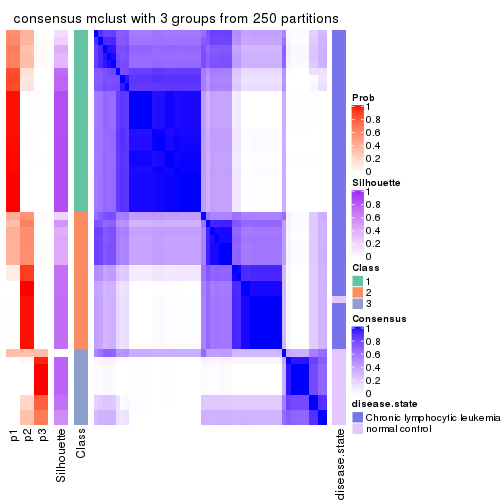 consensus mclust with 3 groups from 250 partitions
Prob
1
0.8
0.6
0.4
0.2
0
Silhouette
1
0.8
0.6
0.4
0.2
0
Class
1
2
3
Consensus
1
0.8
0.6
0.4
0.2
0
disease.state
Chronic lymphocytic leukemia
normal control
p1
p2
p3
Silhouette
Class
disease.state